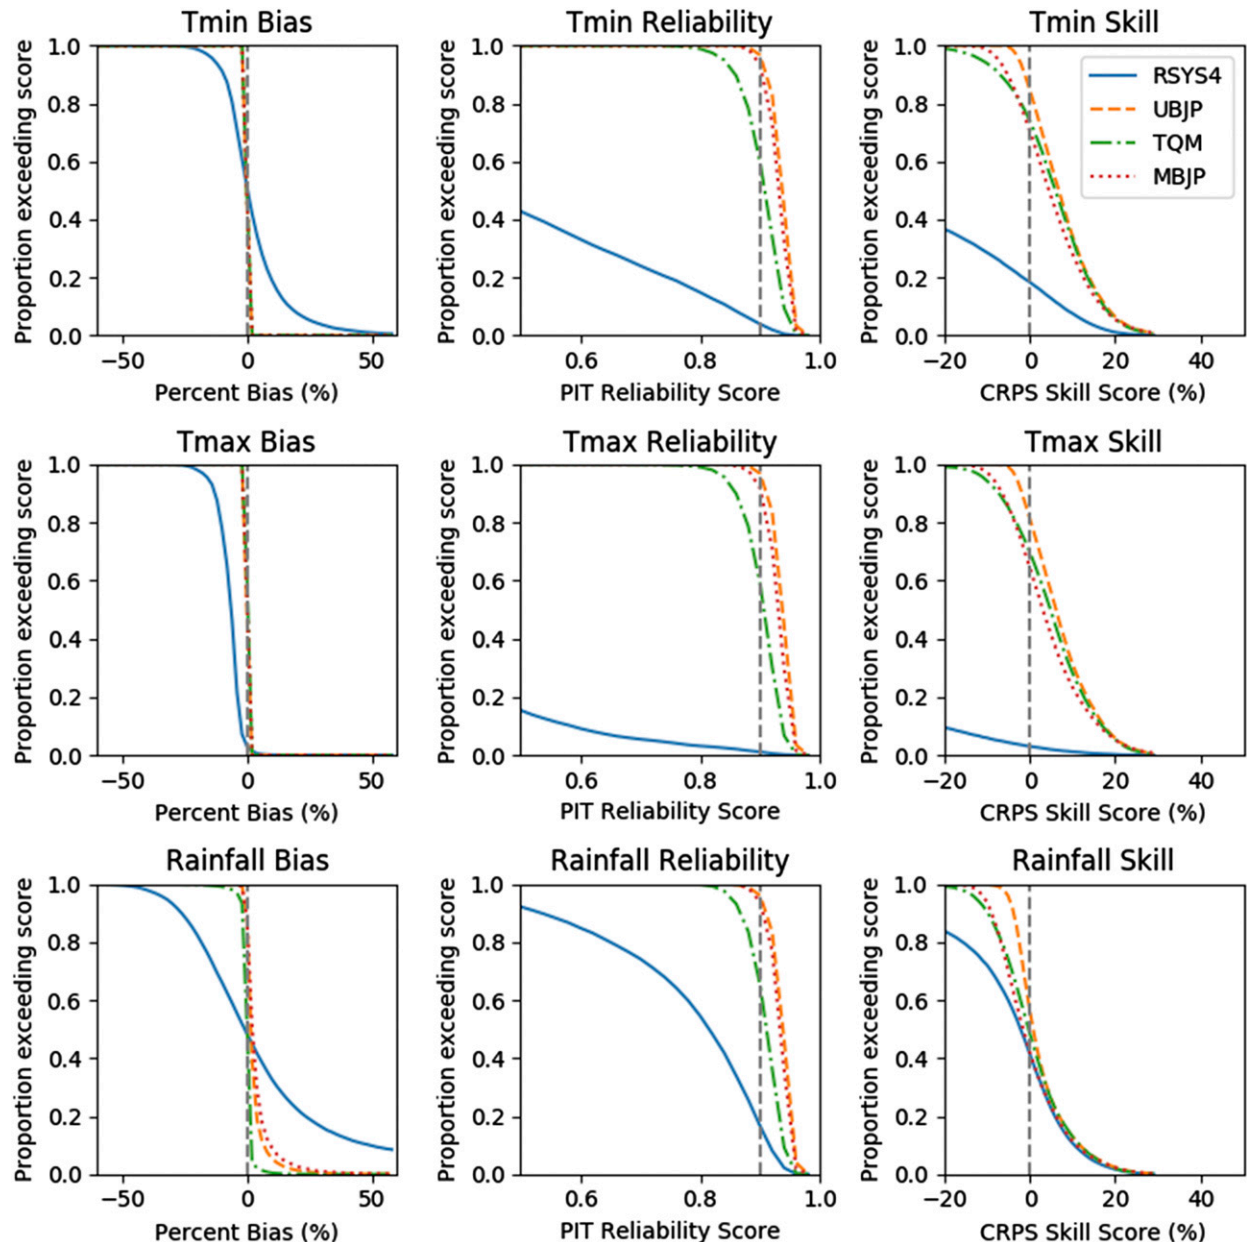 Tmin Bias
Proportion exceeding score
1.0
0.8
0.6
0.4
0.2
0.0
−50 0 50
Percent Bias (%)
Tmin Reliability
Proportion exceeding score
1.0
0.8
0.6
0.4
0.2
0.0
0.6 0.8 1.0
PIT Reliability Score
Tmin Skill
Proportion exceeding score
1.0
0.8
0.6
0.4
0.2
0.0
−20 0 20 40
CRPS Skill Score (%)
RSYS4
UBJP
TQM
MBJP
Tmax Bias
Proportion exceeding score
1.0
0.8
0.6
0.4
0.2
0.0
−50 0 50
Percent Bias (%)
Tmax Reliability
Proportion exceeding score
1.0
0.8
0.6
0.4
0.2
0.0
0.6 0.8 1.0
PIT Reliability Score
Tmax Skill
Proportion exceeding score
1.0
0.8
0.6
0.4
0.2
0.0
−20 0 20 40
CRPS Skill Score (%)
Rainfall Bias
Proportion exceeding score
1.0
0.8
0.6
0.4
0.2
0.0
−50 0 50
Percent Bias (%)
Rainfall Reliability
Proportion exceeding score
1.0
0.8
0.6
0.4
0.2
0.0
0.6 0.8 1.0
PIT Reliability Score
Rainfall Skill
Proportion exceeding score
1.0
0.8
0.6
0.4
0.2
0.0
−20 0 20 40
CRPS Skill Score (%)